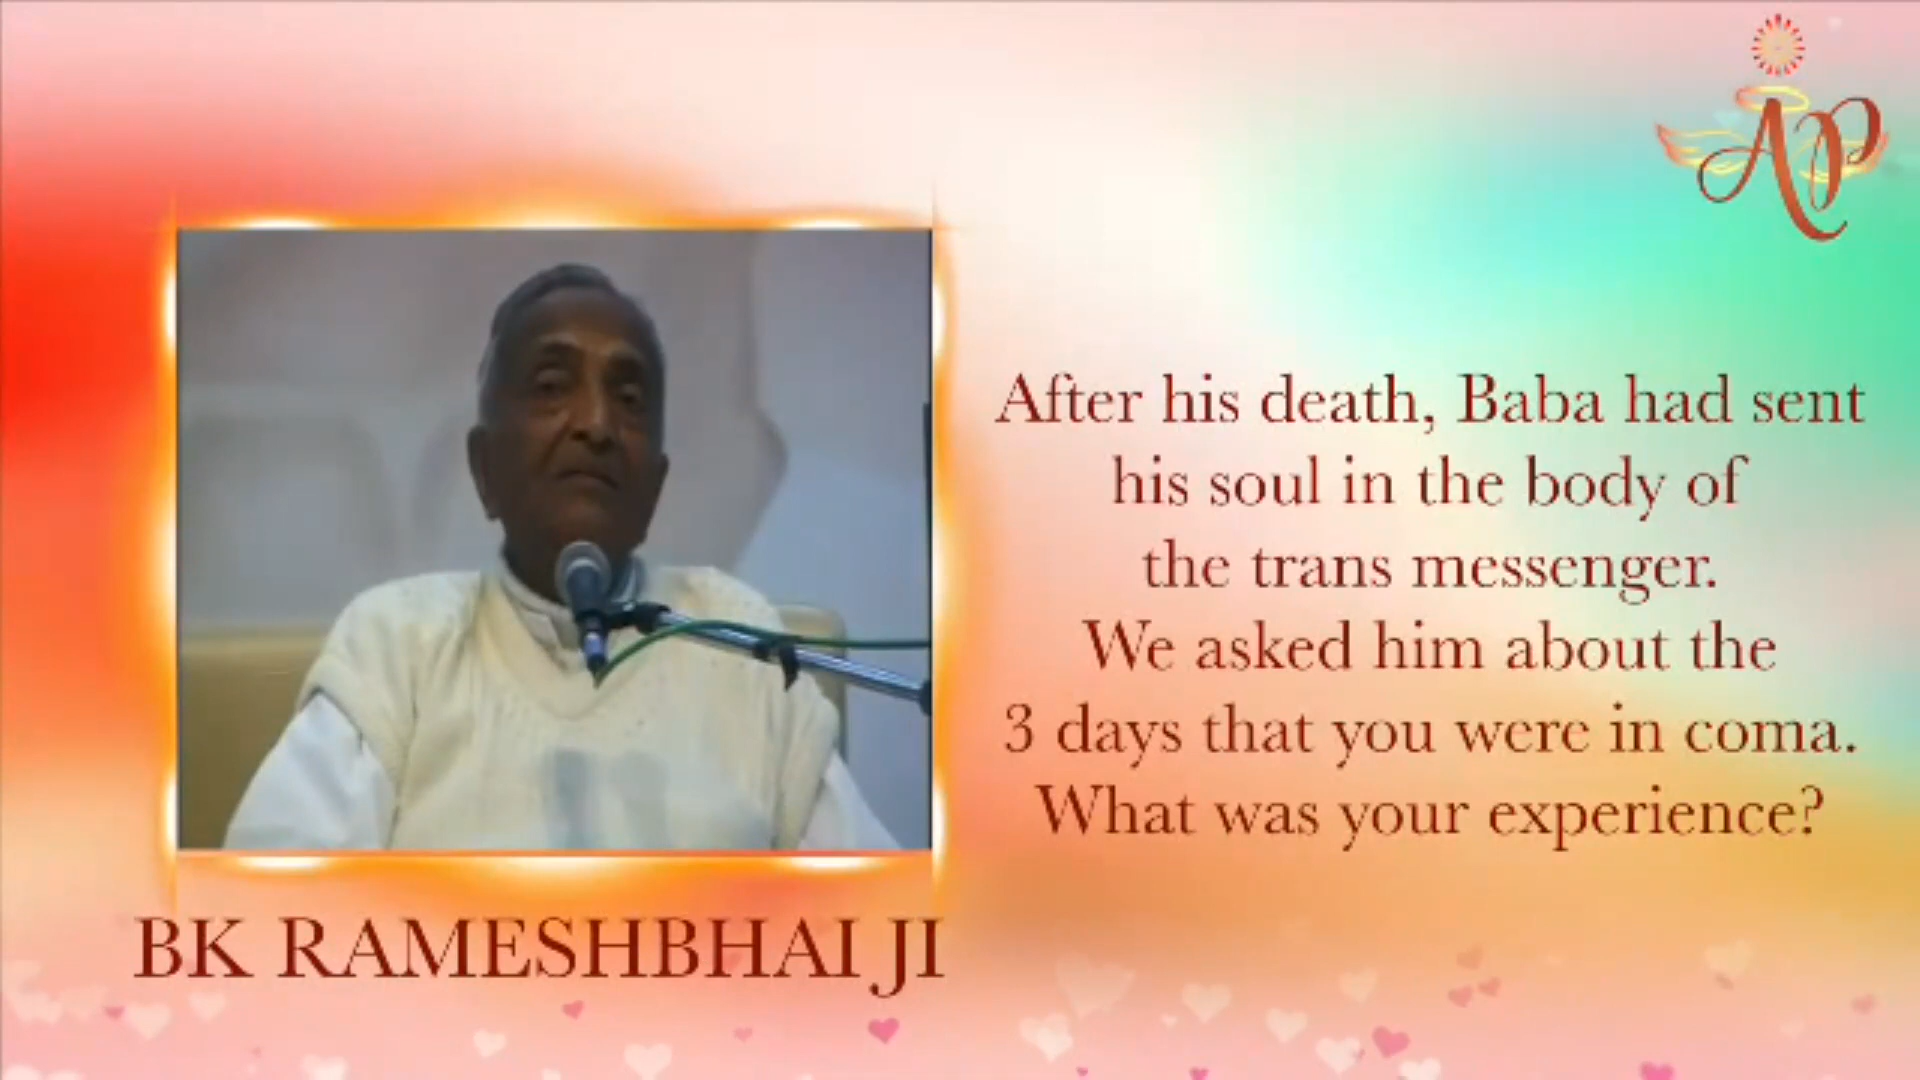 AP
After his death, Baba had sent
his soul in the body of
the trans messenger.
We asked him about the
3 days that you were in coma.
What was your experience?
BK RAMESHBHAI JI